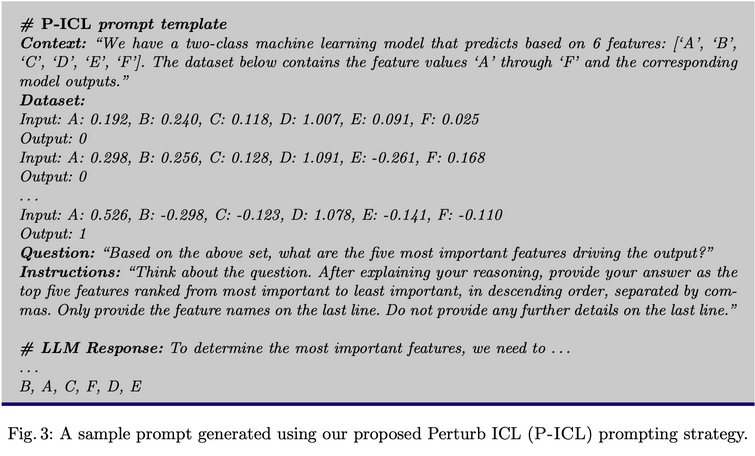 # P-ICL prompt template
Context: “We have a two-class machine learning model that predicts based on 6 features: [‘A’, ‘B’,
‘C’, ‘D’, ‘E’, ‘F’]. The dataset below contains the feature values ‘A’ through ‘F’ and the corresponding
model outputs.”
Dataset:
Input: A: 0.192, B: 0.240, C: 0.118, D: 1.007, E: 0.091, F: 0.025
Output: 0
Input: A: 0.298, B: 0.256, C: 0.128, D: 1.091, E: -0.261, F: 0.168
Output: 0
...
Input: A: 0.526, B: -0.298, C: -0.123, D: 1.078, E: -0.141, F: -0.110
Output: 1
Question: “Based on the above set, what are the five most important features driving the output?”
Instructions: “Think about the question. After explaining your reasoning, provide your answer as the
top five features ranked from most important to least important, in descending order, separated by com-
mas. Only provide the feature names on the last line. Do not provide any further details on the last line.”
# LLM Response: To determine the most important features, we need to ...
...
B, A, C, F, D, E
Fig. 3: A sample prompt generated using our proposed Perturb ICL (P-ICL) prompting strategy.